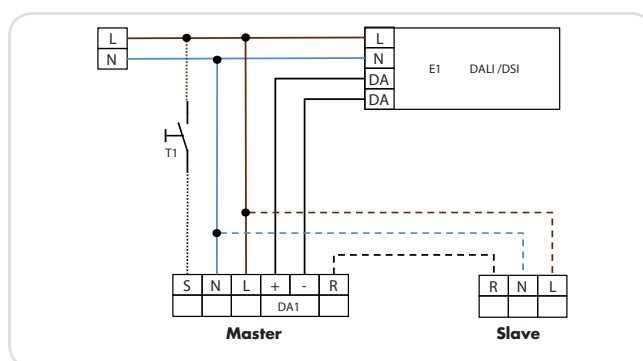 L L
N N
DA
DA
E1 DALI /DSI
T1
S N L + - R
DA1
R N L
Master Slave